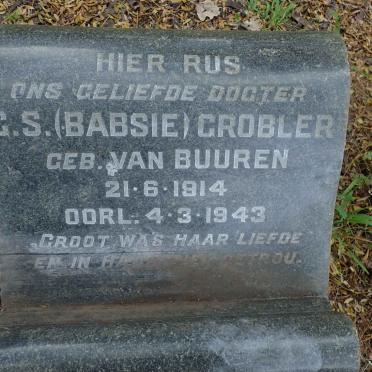 HIER RUS
ONS GELIEFDE DOGTER
C.S. (BABSIE) GROBLER
GEB. VAN BUUREN
21·6·1914
OORL. 4·3·1943
GROOT WAS HAAR LIEFDE
EN IN GETROU.